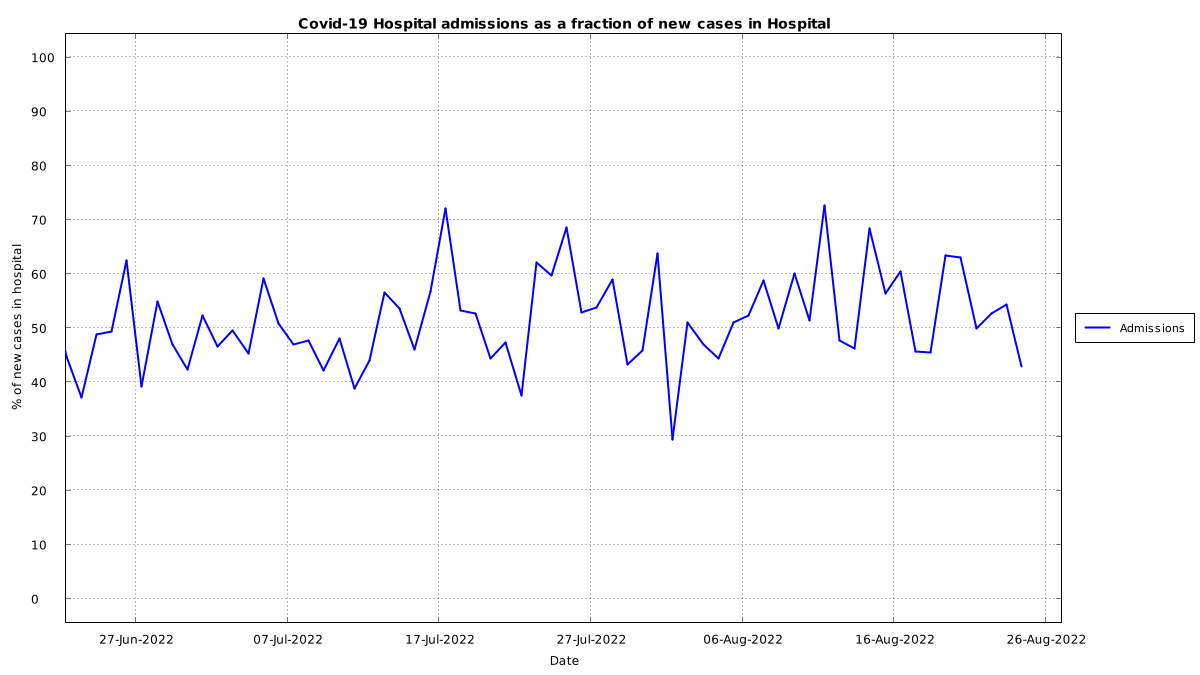 Covid-19 Hospital admissions as a fraction of new cases in Hospital
100
90
80
70
60
50
40
30
20
10
0
% of new cases in hospital
27-Jun-2022
07-Jul-2022
17-Jul-2022
27-Jul-2022
06-Aug-2022
16-Aug-2022
26-Aug-2022
Date
Admissions